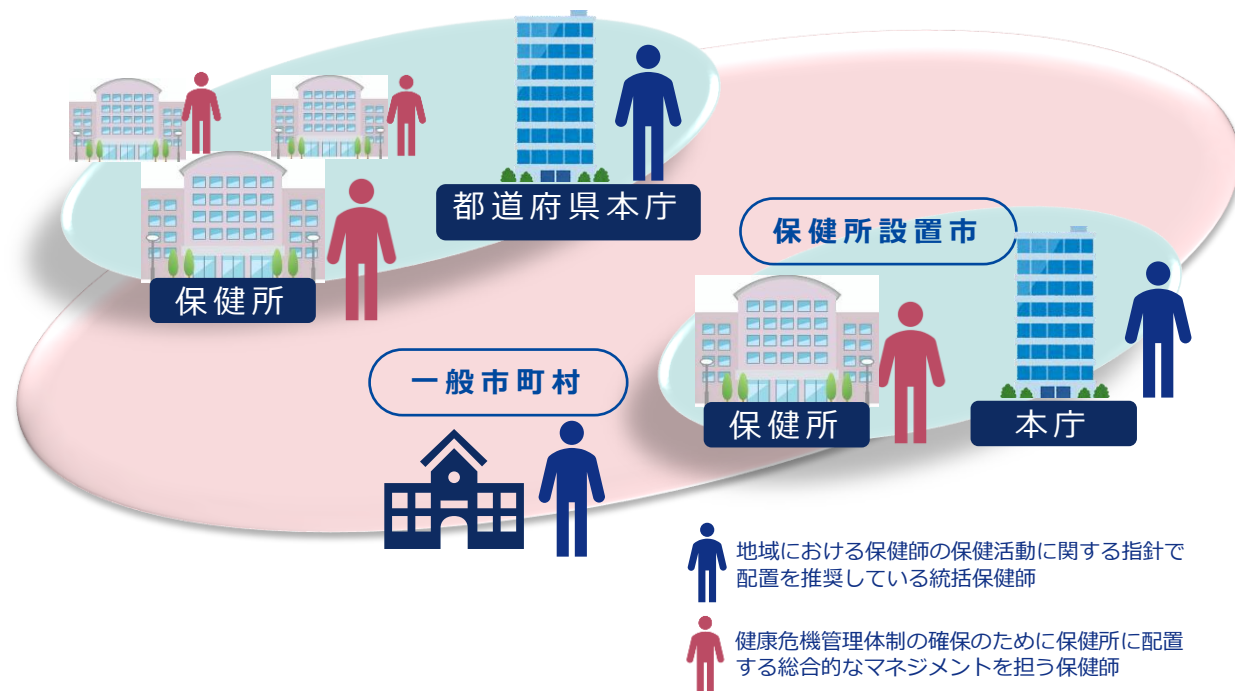 都道府県本庁
保健所設置市
保健所
一般市町村
保健所
本庁
地域における保健師の保健活動に関する指針で
配置を推奨している統括保健師
健康危機管理体制の確保のために保健所に配置
する総合的なマネジメントを担う保健師